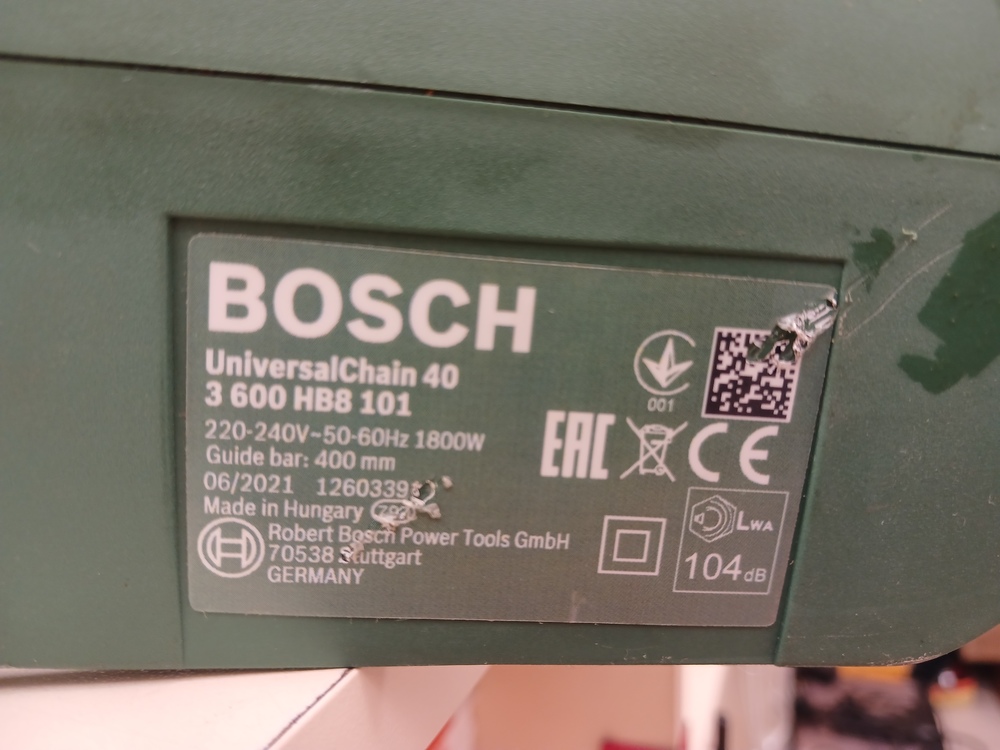 BOSCH
UniversalChain 40
3 600 HB8 101
220-240V~50-60Hz 1800W
Guide bar: 400 mm
06/2021
Made in Hungary
Robert Bosch Power Tools GmbH
70538 Stuttgart
GERMANY
001
EAC
CE
LWA
104dB